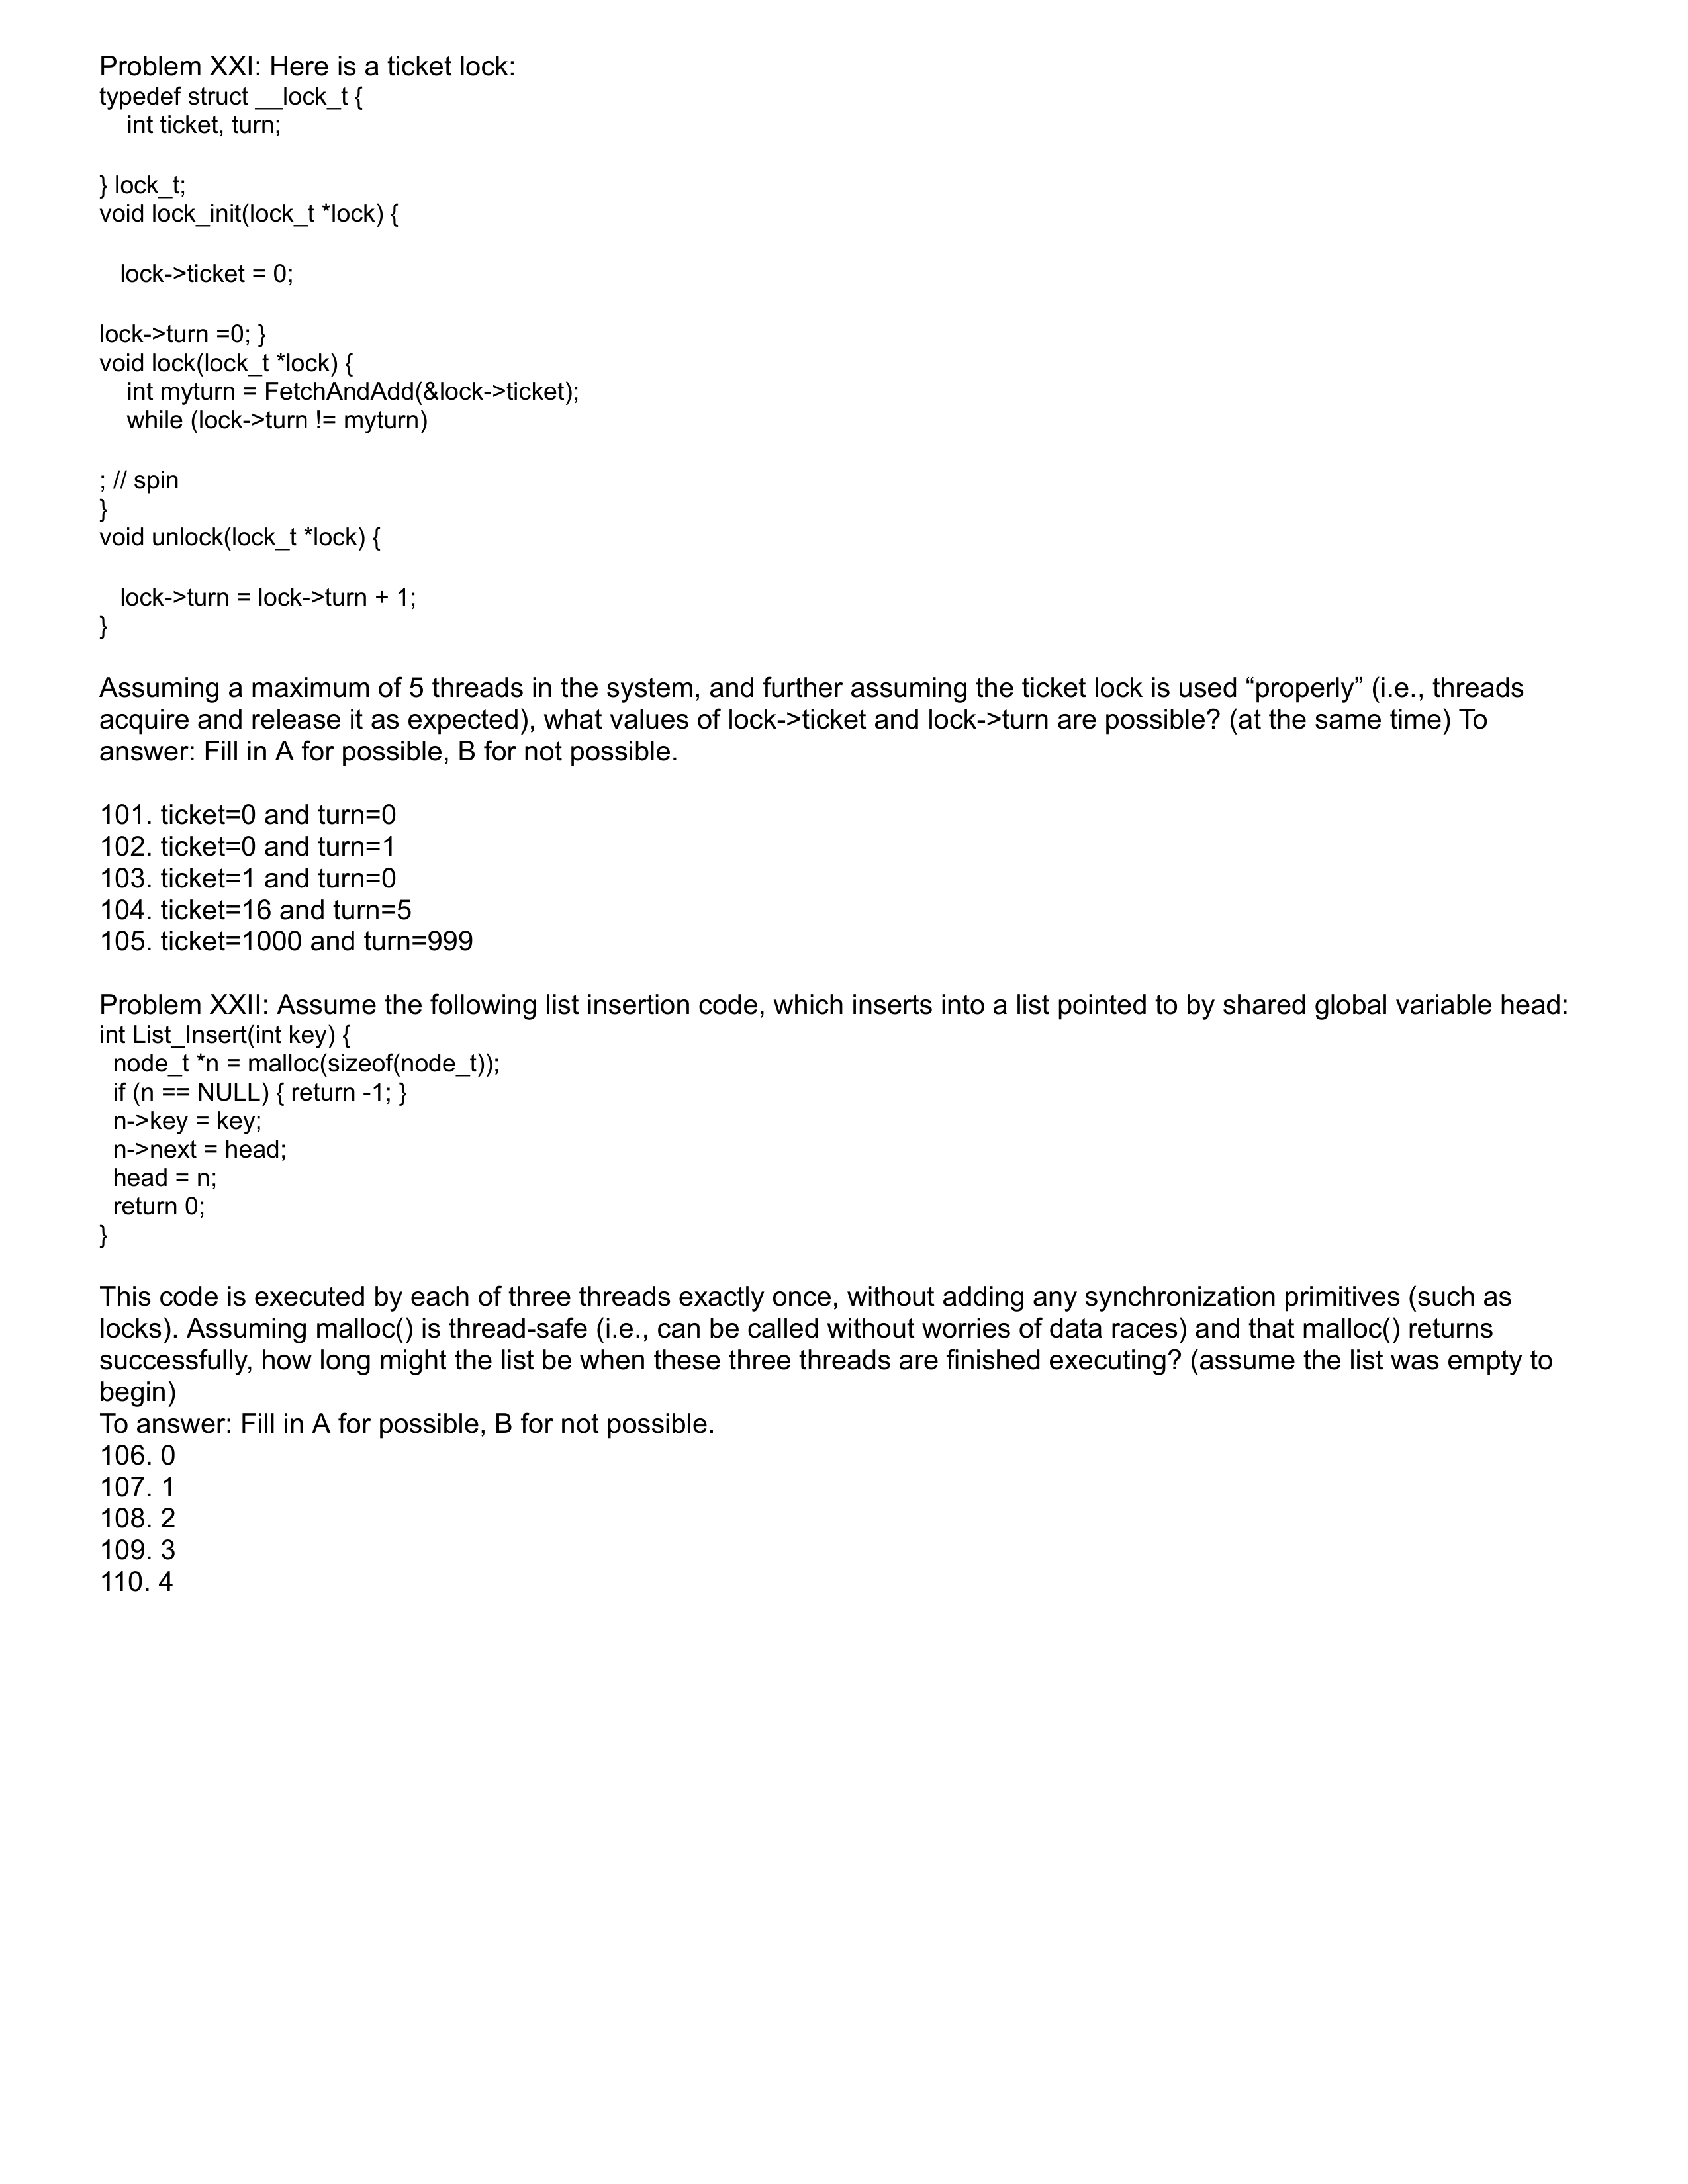 Problem XXI: Here is a ticket lock:
typedef struct __lock_t {
int ticket, turn;
} lock_t;
void lock_init(lock_t *lock) {
lock->ticket = 0;
lock->turn =0; }
void lock(lock_t *lock) {
int myturn = FetchAndAdd(&lock->ticket);
while (lock->turn != myturn)
; // spin
}
void unlock(lock_t *lock) {
lock->turn = lock->turn + 1;
}
Assuming a maximum of 5 threads in the system, and further assuming the ticket lock is used “properly” (i.e., threads
acquire and release it as expected), what values of lock->ticket and lock->turn are possible? (at the same time) To
answer: Fill in A for possible, B for not possible.
101. ticket=0 and turn=0
102. ticket=0 and turn=1
103. ticket=1 and turn=0
104. ticket=16 and turn=5
105. ticket=1000 and turn=999
Problem XXII: Assume the following list insertion code, which inserts into a list pointed to by shared global variable head:
int List_Insert(int key) {
node_t *n = malloc(sizeof(node_t));
if (n == NULL) { return -1; }
n->key = key;
n->next = head;
head = n;
return 0;
}
This code is executed by each of three threads exactly once, without adding any synchronization primitives (such as
locks). Assuming malloc() is thread-safe (i.e., can be called without worries of data races) and that malloc() returns
successfully, how long might the list be when these three threads are finished executing? (assume the list was empty to
begin)
To answer: Fill in A for possible, B for not possible.
106. 0
107. 1
108. 2
109. 3
110. 4